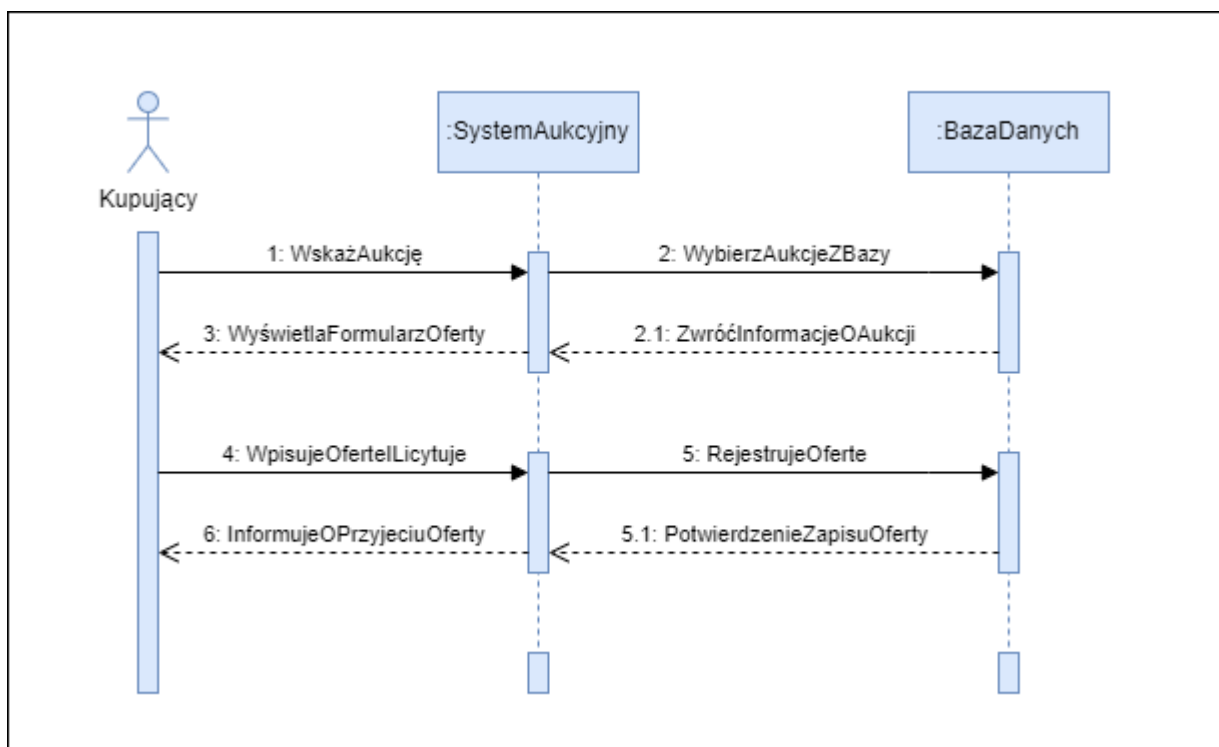 :SystemAukcyjny
:BazaDanych
Kupujący
1: WskażAukcję
2: WybierzAukcjeZBazy
3: WyświetlaFormularzOferty
2.1: ZwróćInformacjeOAukcji
4: WpisujeOfertelLicytuje
5: RejestrujeOferte
6: InformujeOPrzyjeciuOferty
5.1: PotwierdzenieZapisuOferty